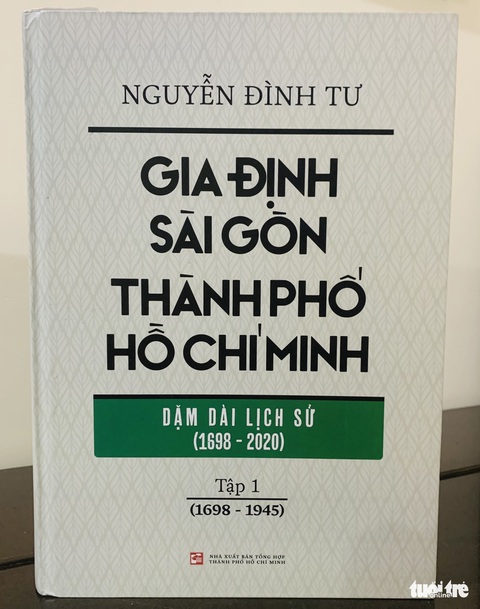 NGUYỄN ĐÌNH TƯ
GIA ĐỊNH
SÀI GÒN
THÀNH PHỐ
HỒ CHÍ MINH
DẶM DÀI LỊCH SỬ
(1698 - 2020)
Tập 1
(1698 - 1945)
NHÀ XUẤT BẢN TỔNG HỢP
THÀNH PHỐ HỒ CHÍ MINH
tuổi trẻ
online